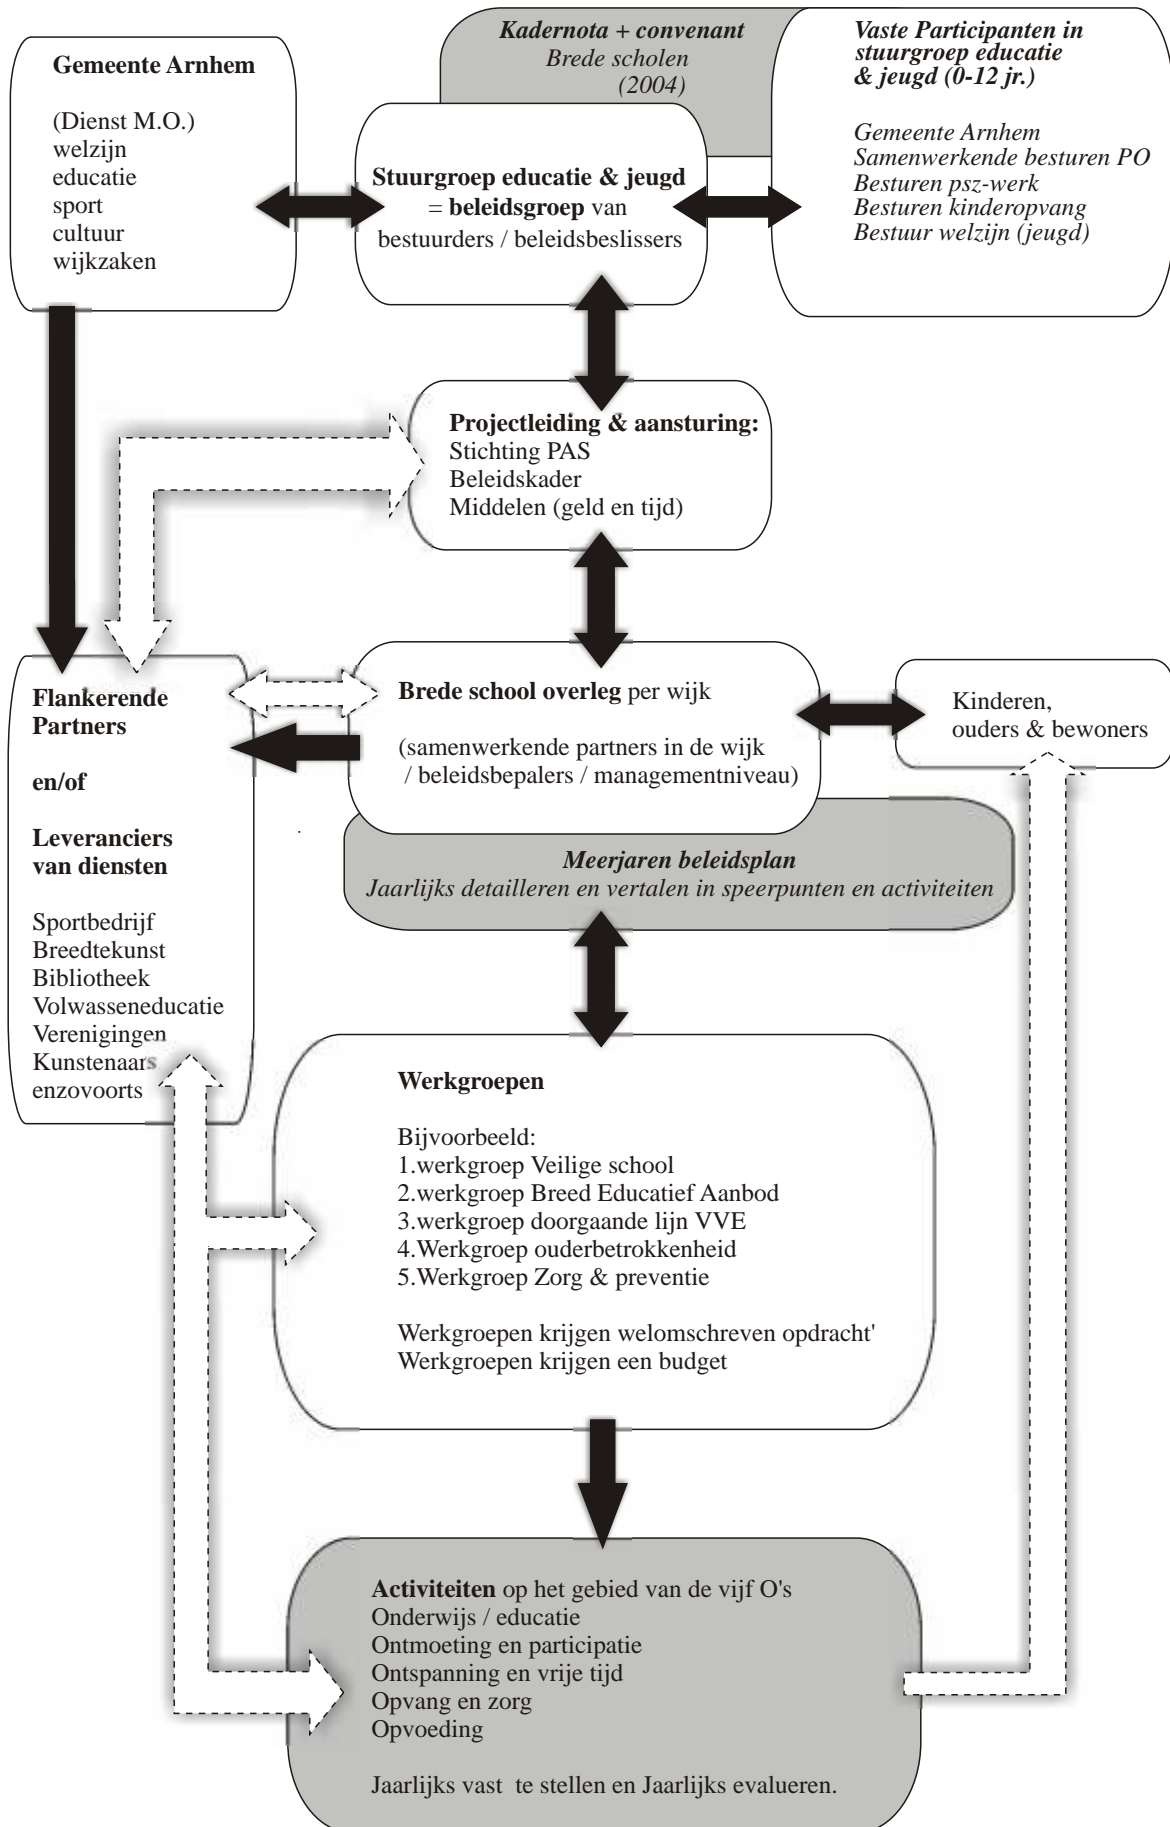 Gemeente Arnhem
(Dienst M.O.)
welzijn
educatie
sport
cultuur
wijkzaken
Kadernota + convenant
Brede scholen
(2004)
Stuurgroep educatie & jeugd
= beleidsgroep van
bestuurders / beleidsbeslissers
Vaste Participanten in
stuurgroep educatie
& jeugd (0-12 jr.)
Gemeente Arnhem
Samenwerkende besturen PO
Besturen psz-werk
Besturen kinderopvang
Bestuur welzijn (jeugd)
Projectleiding & aansturing:
Stichting PAS
Beleidskader
Middelen (geld en tijd)
Flankerende
Partners
en/of
Leveranciers
van diensten
Sportbedrijf
Breedtekunst
Bibliotheek
Volwasseneducatie
Verenigingen
Kunstenaars
enzovoorts
Brede school overleg per wijk
(samenwerkende partners in de wijk
/ beleidsbepalers / managementniveau)
Kinderen,
ouders & bewoners
Meerjaren beleidsplan
Jaarlijks detailleren en vertalen in speerpunten en activiteiten
Werkgroepen
Bijvoorbeeld:
1.werkgroep Veilige school
2.werkgroep Breed Educatief Aanbod
3.werkgroep doorgaande lijn VVE
4.Werkgroep ouderbetrokkenheid
5.Werkgroep Zorg & preventie
Werkgroepen krijgen welomschreven opdracht'
Werkgroepen krijgen een budget
Activiteiten op het gebied van de vijf O's
Onderwijs / educatie
Ontmoeting en participatie
Ontspanning en vrije tijd
Opvang en zorg
Opvoeding
Jaarlijks vast te stellen en Jaarlijks evalueren.